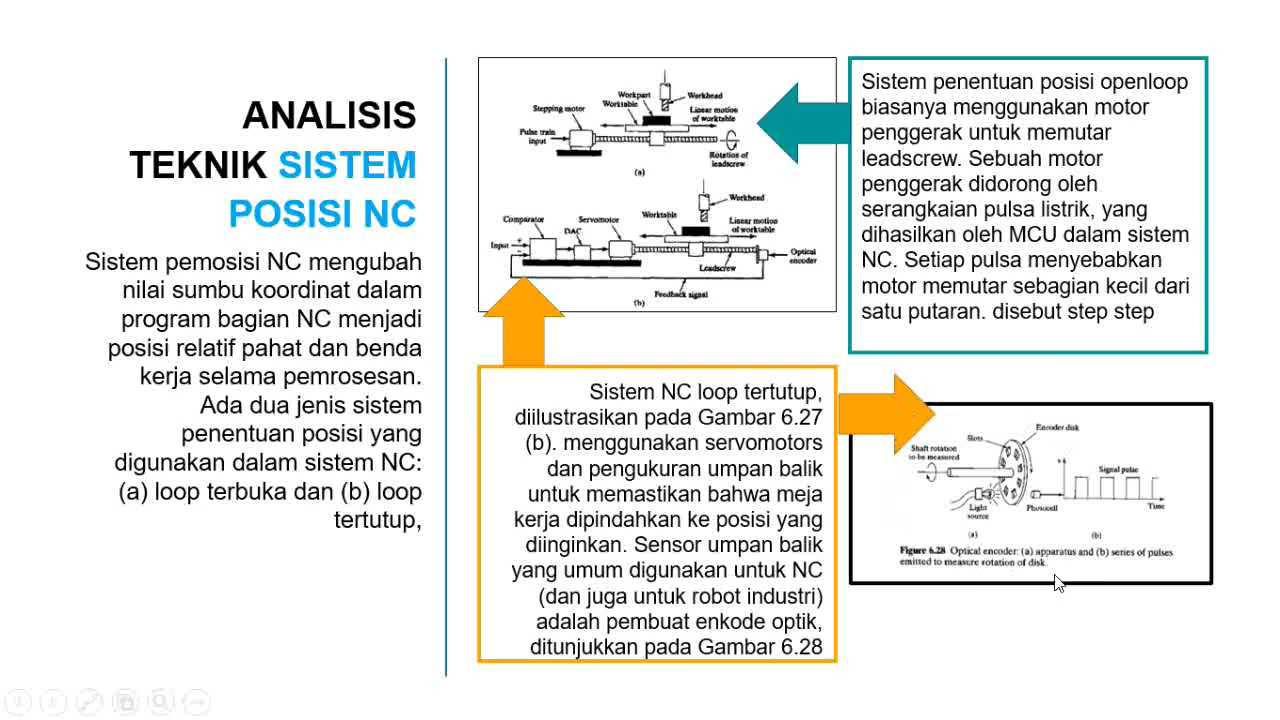 ANALISIS
TEKNIK SISTEM
POSISI NC
Sistem pemosisi NC mengubah
nilai sumbu koordinat dalam
program bagian NC menjadi
posisi relatif pahat dan benda
kerja selama pemrosesan.
Ada dua jenis sistem
penentuan posisi yang
digunakan dalam sistem NC:
(a) loop terbuka dan (b) loop
tertutup,
Workpart
Worktable
Workhead
Stepping motor
Linear motion
of worktable
Pulse train
input
Rotation of
leadscrew
(a)
Workhead
Worktable
Linear motion
of worktable
Comparator
DAC
Servomotor
Input
+
−
Optical
encoder
Leadscrew
Feedback signal
(b)
Sistem penentuan posisi openloop
biasanya menggunakan motor
penggerak untuk memutar
leadscrew. Sebuah motor
penggerak didorong oleh
serangkaian pulsa listrik, yang
dihasilkan oleh MCU dalam sistem
NC. Setiap pulsa menyebabkan
motor memutar sebagian kecil dari
satu putaran. disebut step step
Sistem NC loop tertutup,
diilustrasikan pada Gambar 6.27
(b). menggunakan servomotors
dan pengukuran umpan balik
untuk memastikan bahwa meja
kerja dipindahkan ke posisi yang
diinginkan. Sensor umpan balik
yang umum digunakan untuk NC
(dan juga untuk robot industri)
adalah pembuat enkode optik,
ditunjukkan pada Gambar 6.28
Slots
Encoder disk
Shaft rotation
to be measured
Light
source
Photocell
(a)
v
Signal pulse
Time
(b)
Figure 6.28 Optical encoder: (a) apparatus and (b) series of pulses
emitted to measure rotation of disk.